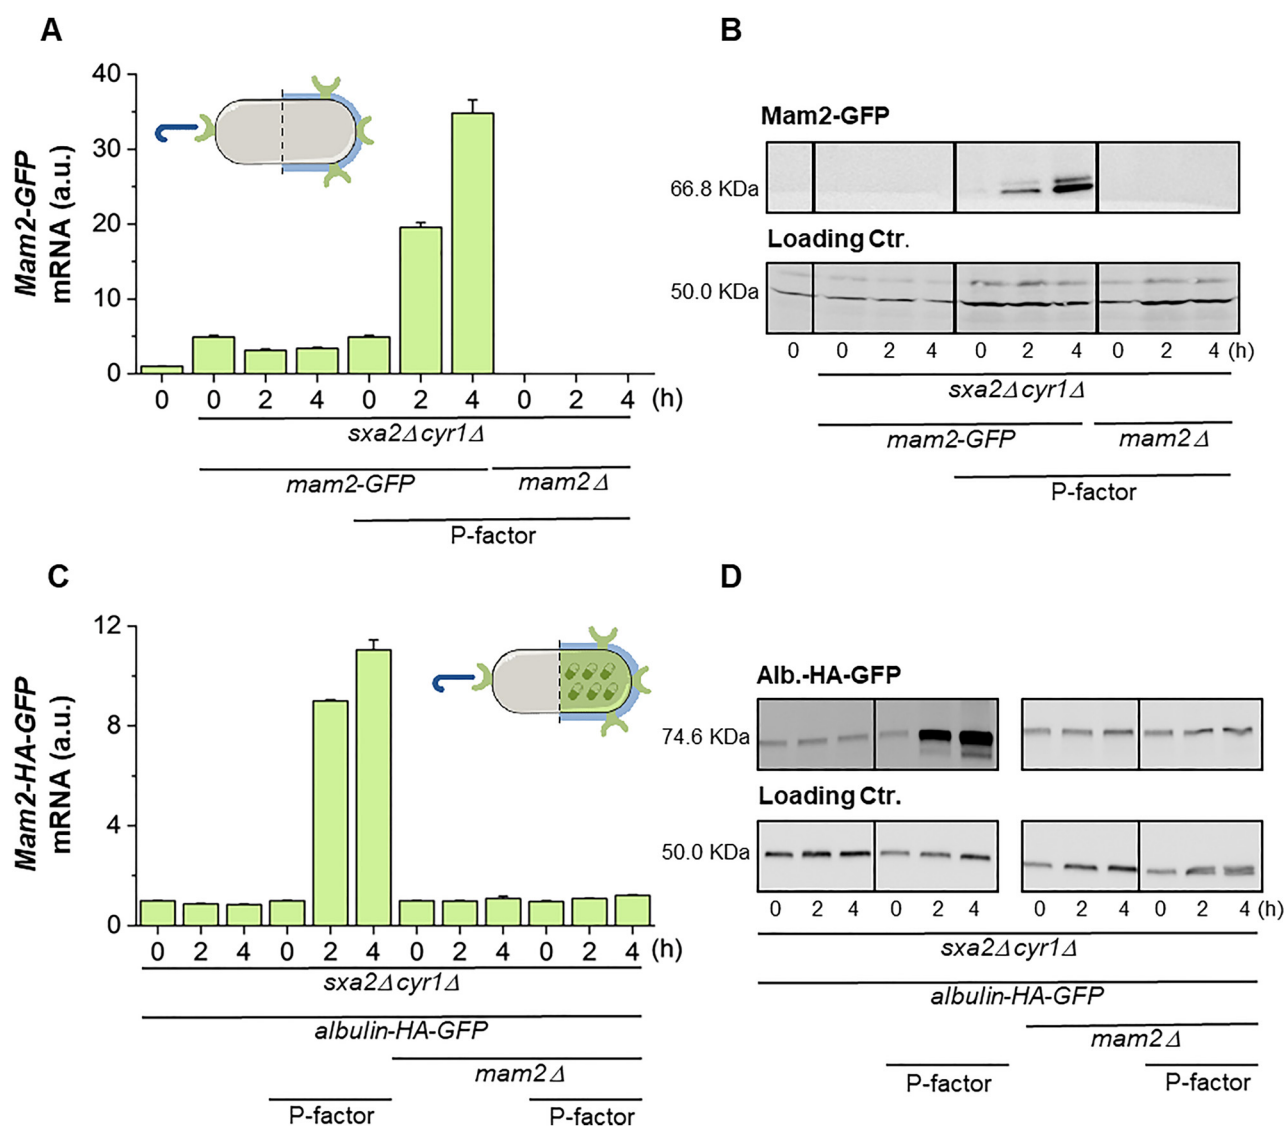 A
Mam2-GFP
mRNA (a.u.)
40
30
20
10
0
0 0 2 4 0 2 4 0 2 4 (h)
sxa2Δcyr1Δ
mam2-GFP mam2Δ
P-factor
B
Mam2-GFP
66.8 KDa
Loading Ctr.
50.0 KDa
0 0 2 4 0 2 4 0 2 4 (h)
sxa2Δcyr1Δ
mam2-GFP mam2Δ
P-factor
C
Mam2-HA-GFP
mRNA (a.u.)
12
8
4
0
0 2 4 0 2 4 0 2 4 0 2 4 (h)
sxa2Δcyr1Δ
albulin-HA-GFP
mam2Δ
P-factor P-factor
D
Alb.-HA-GFP
74.6 KDa
Loading Ctr.
50.0 KDa
0 2 4 0 2 4 0 2 4 0 2 4 (h)
sxa2Δcyr1Δ
albulin-HA-GFP
mam2Δ
P-factor P-factor